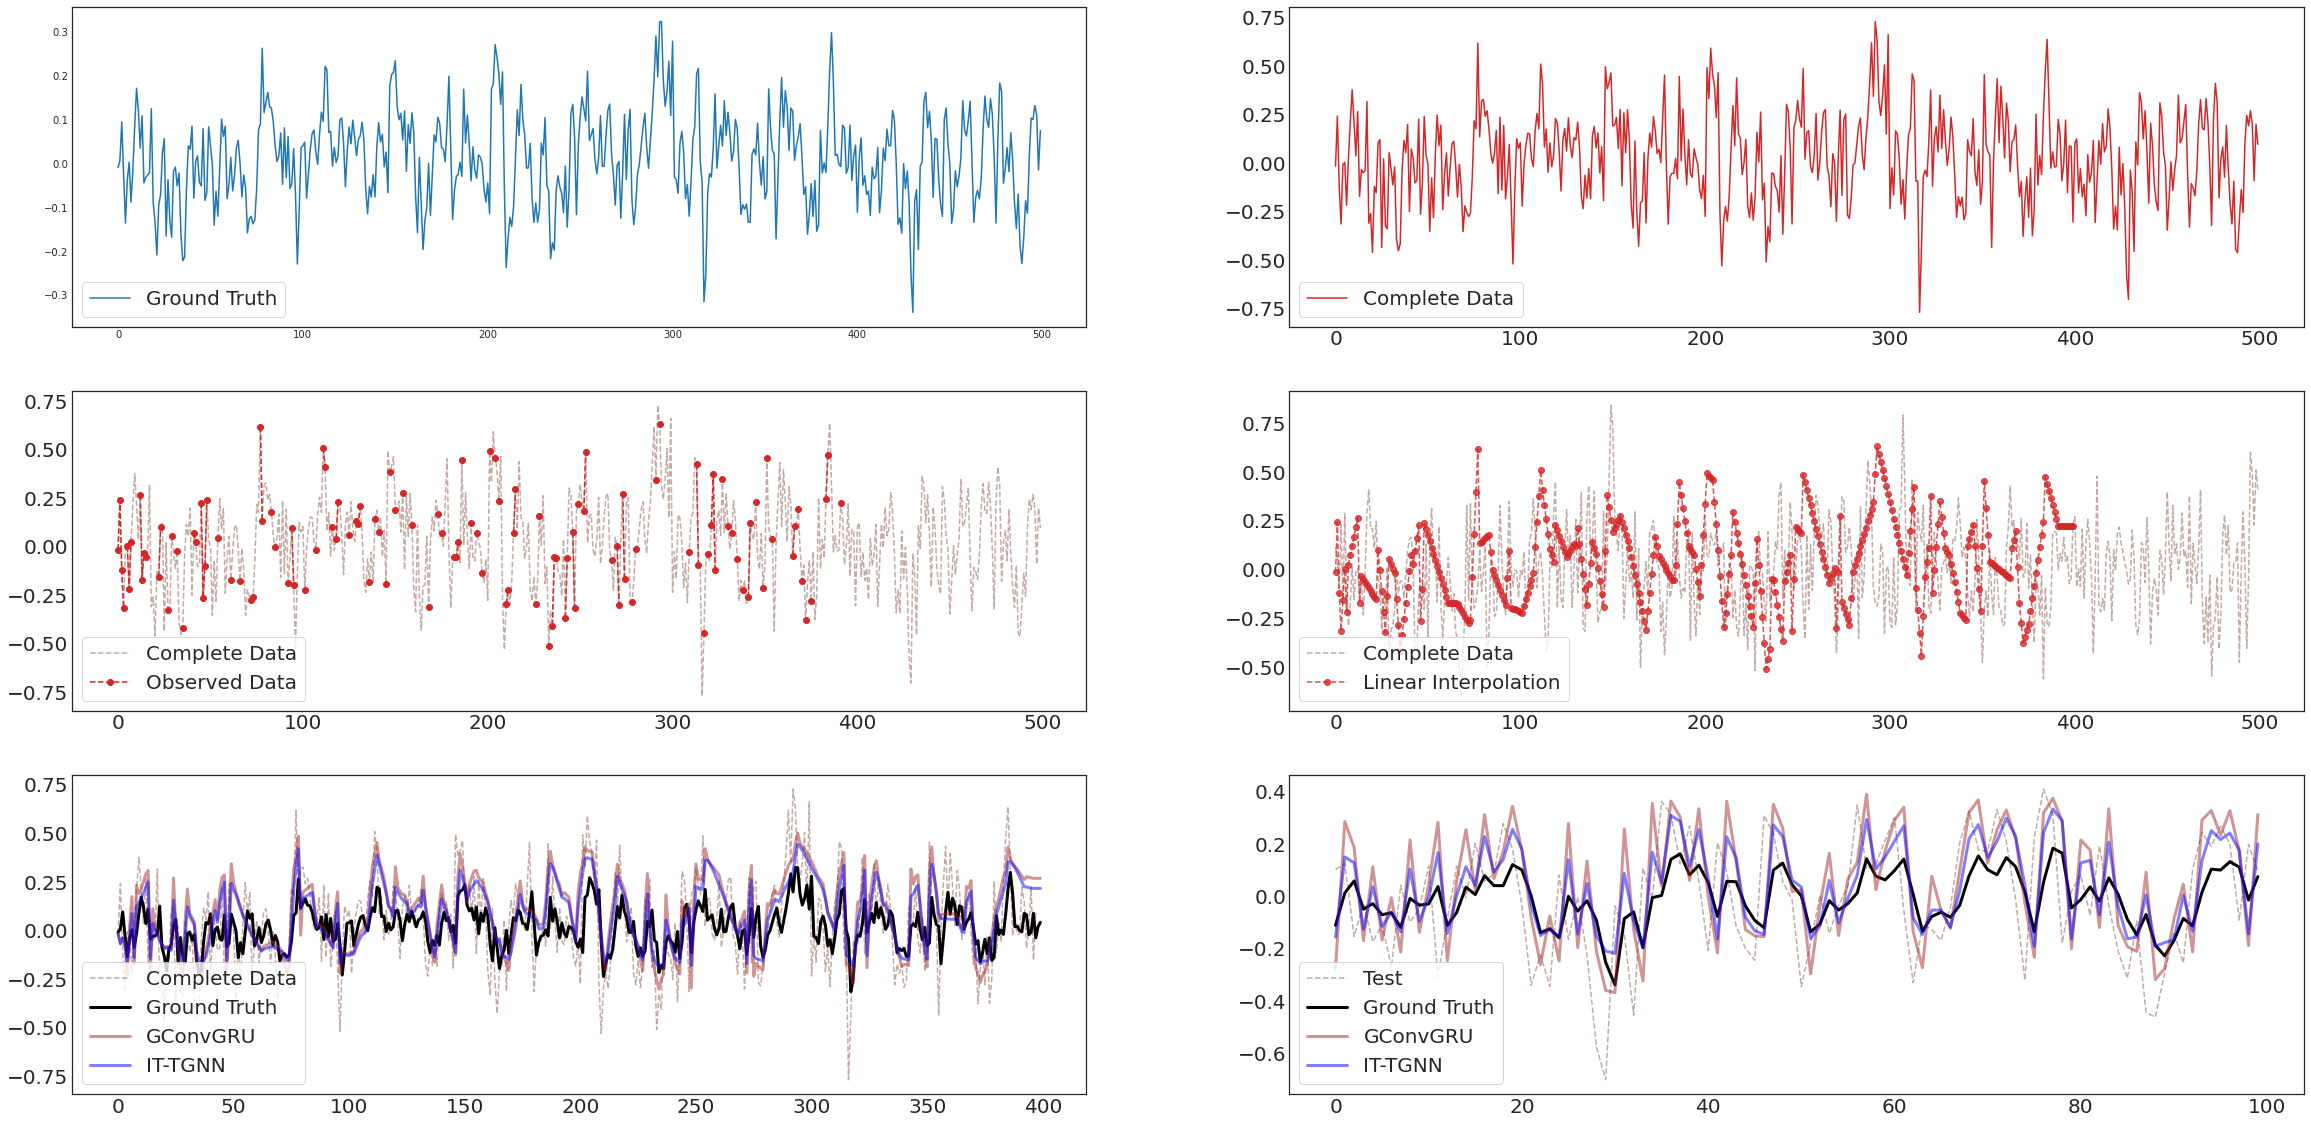 0.3
0.2
0.1
0.0
−0.1
−0.2
−0.3
Ground Truth
0 100 200 300 400 500
0.75
0.50
0.25
0.00
−0.25
−0.50
−0.75
Complete Data
0 100 200 300 400 500
0.75
0.50
0.25
0.00
−0.25
−0.50
−0.75
Complete Data
Observed Data
0 100 200 300 400 500
0.75
0.50
0.25
0.00
−0.25
−0.50
Complete Data
Linear Interpolation
0 100 200 300 400 500
0.75
0.50
0.25
0.00
−0.25
−0.50
−0.75
Complete Data
Ground Truth
GConvGRU
IT-TGNN
0 50 100 150 200 250 300 350 400
0.4
0.2
0.0
−0.2
−0.4
−0.6
Test
Ground Truth
GConvGRU
IT-TGNN
0 20 40 60 80 100